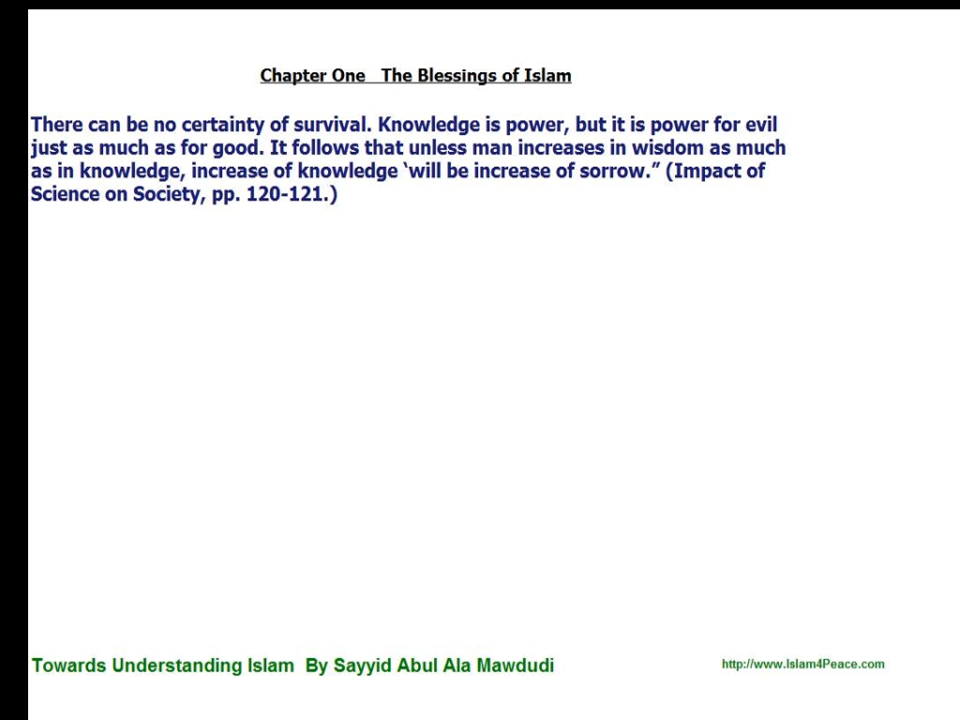 Chapter One   The Blessings of Islam
There can be no certainty of survival. Knowledge is power, but it is power for evil
just as much as for good. It follows that unless man increases in wisdom as much
as in knowledge, increase of knowledge ‘will be increase of sorrow.” (Impact of
Science on Society, pp. 120-121.)
Towards Understanding Islam  By Sayyid Abul Ala Mawdudi
http://www.Islam4Peace.com